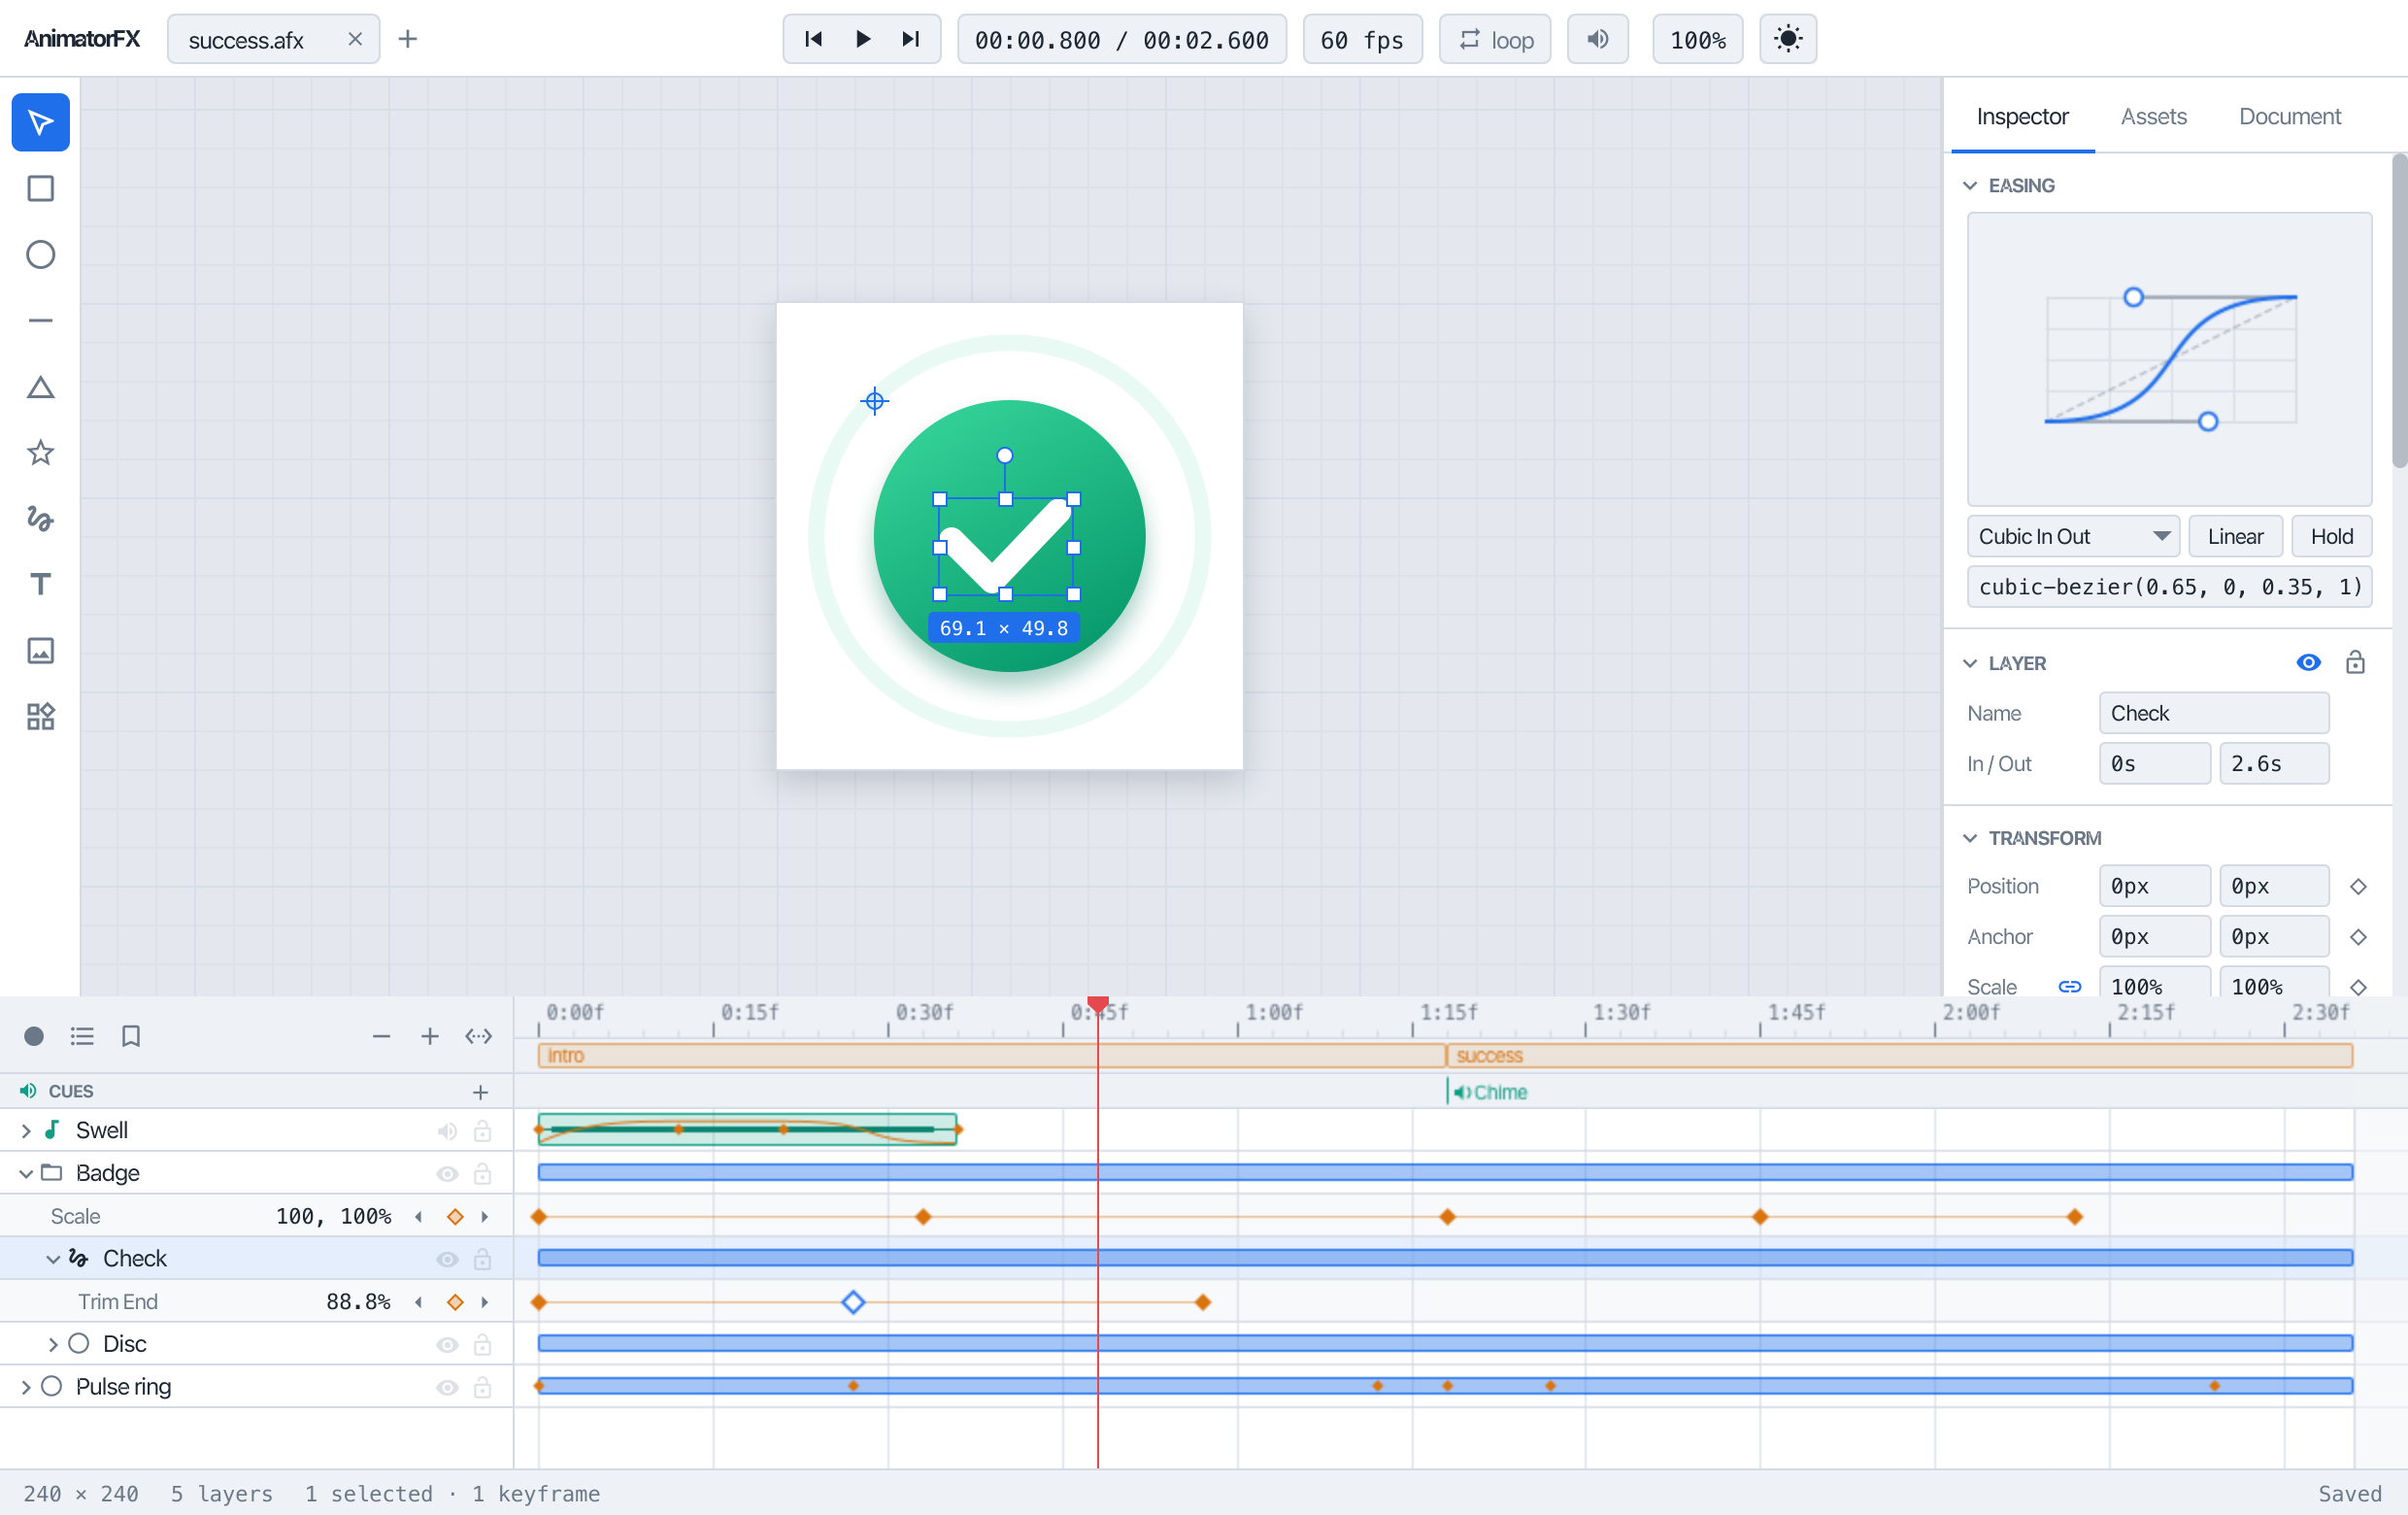 AnimatorFX
success.afx
00:00.800 / 00:02.600
60 fps
loop
100%
Inspector
Assets
Document
EASING
Cubic In Out
Linear
Hold
cubic-bezier(0.65, 0, 0.35, 1)
LAYER
Name
Check
In / Out
0s
2.6s
TRANSFORM
Position
0px
0px
Anchor
0px
0px
Scale
100%
100%
T
69.1 × 49.8
0:00f
0:15f
0:30f
0:45f
1:00f
1:15f
1:30f
1:45f
2:00f
2:15f
2:30f
intro
success
CUES
Chime
Swell
Badge
Scale
100, 100%
Check
Trim End
88.8%
Disc
Pulse ring
240 × 240
5 layers
1 selected · 1 keyframe
Saved